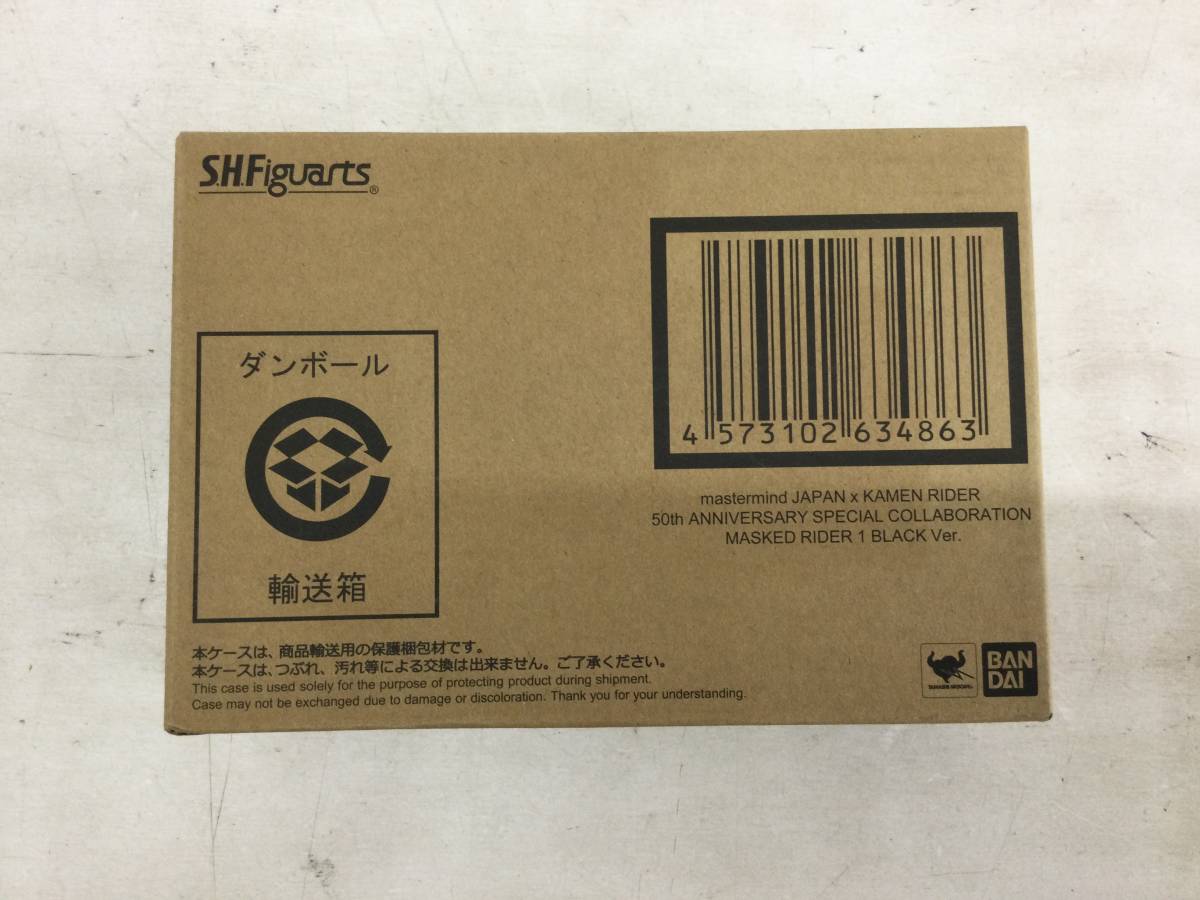 S.H.Figuarts®
4 573102 634863
mastermind JAPAN x KAMEN RIDER
50th ANNIVERSARY SPECIAL COLLABORATION
MASKED RIDER 1 BLACK Ver.
ダンボール
輸送箱
本ケースは、商品輸送用の保護梱包材です。
本ケースは、つぶれ、汚れ等による交換は出来ません。ご了承ください。
This case is used solely for the purpose of protecting product during shipment.
Case may not be exchanged due to damage or discoloration. Thank you for your understanding.
BAN
DAI